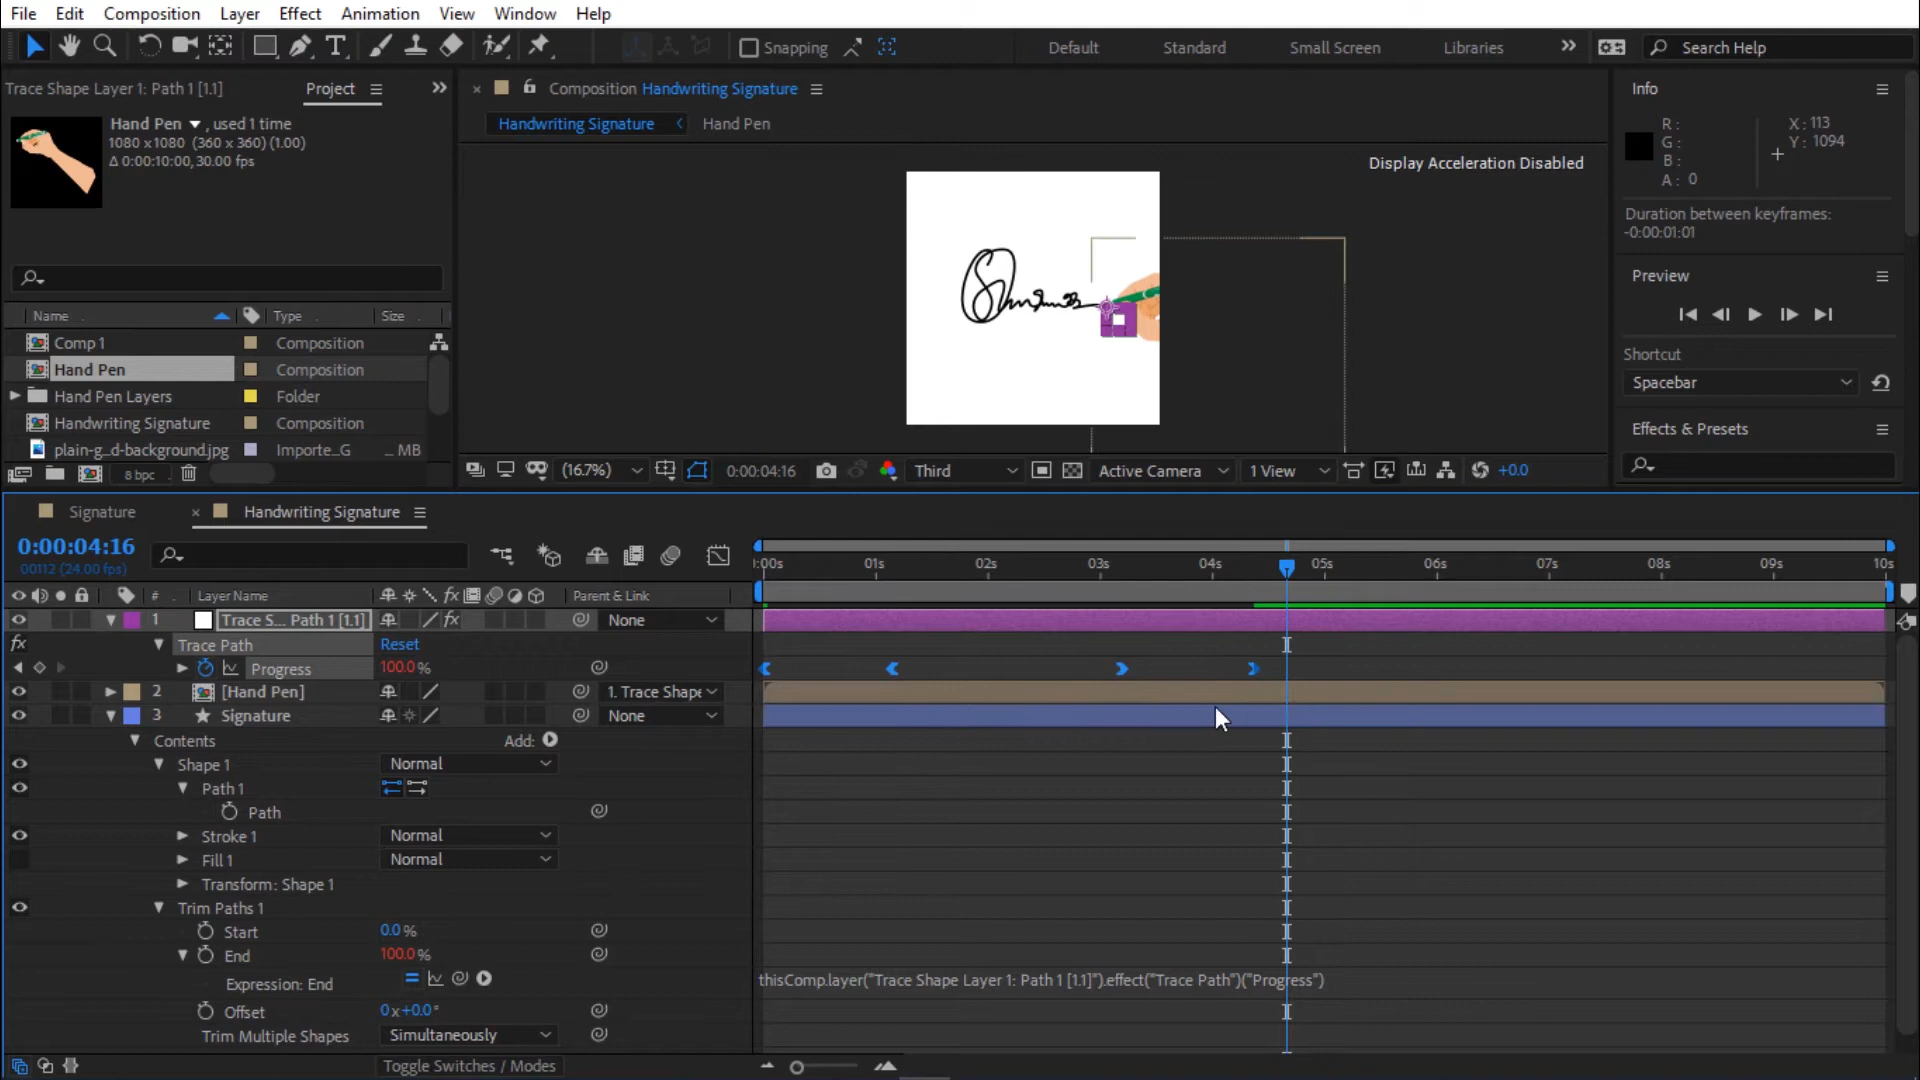 File Edit Composition Layer Effect Animation View Window Help
Snapping Default Standard Small Screen Libraries Search Help
Trace Shape Layer 1: Path 1 [1.1] Project
Hand Pen , used 1 time
1080 x 1080 (360 x 360) (1.00)
Δ 0:00:10:00, 30.00 fps
Name Type Size
Comp 1 Composition
Hand Pen Composition
Hand Pen Layers Folder
Handwriting Signature Composition
plain-g_d-background.jpg Importe_G _ MB
8 bpc
Composition Handwriting Signature
Handwriting Signature Hand Pen
Display Acceleration Disabled
(16.7%) 0:00:04:16 Third Active Camera 1 View +0.0
Info
R: X: 113
G: Y: 1094
B:
A: 0
Duration between keyframes:
-0:00:01:01
Preview
Shortcut
Spacebar
Effects & Presets
Signature Handwriting Signature
0:00:04:16
00112 (24.00 fps)
:00s 01s 02s 03s 04s 05s 06s 07s 08s 09s 10s
# Layer Name fx Parent & Link
1 Trace S... Path 1 [1.1] fx None
fx Trace Path Reset
Progress 100.0 %
2 [Hand Pen] 1. Trace Shape
3 Signature None
Contents Add:
Shape 1 Normal
Path 1
Path
Stroke 1 Normal
Fill 1 Normal
Transform: Shape 1
Trim Paths 1
Start 0.0 %
End 100.0 %
Expression: End thisComp.layer("Trace Shape Layer 1: Path 1 [1.1]").effect("Trace Path")("Progress")
Offset 0 x +0.0 °
Trim Multiple Shapes Simultaneously
Toggle Switches / Modes